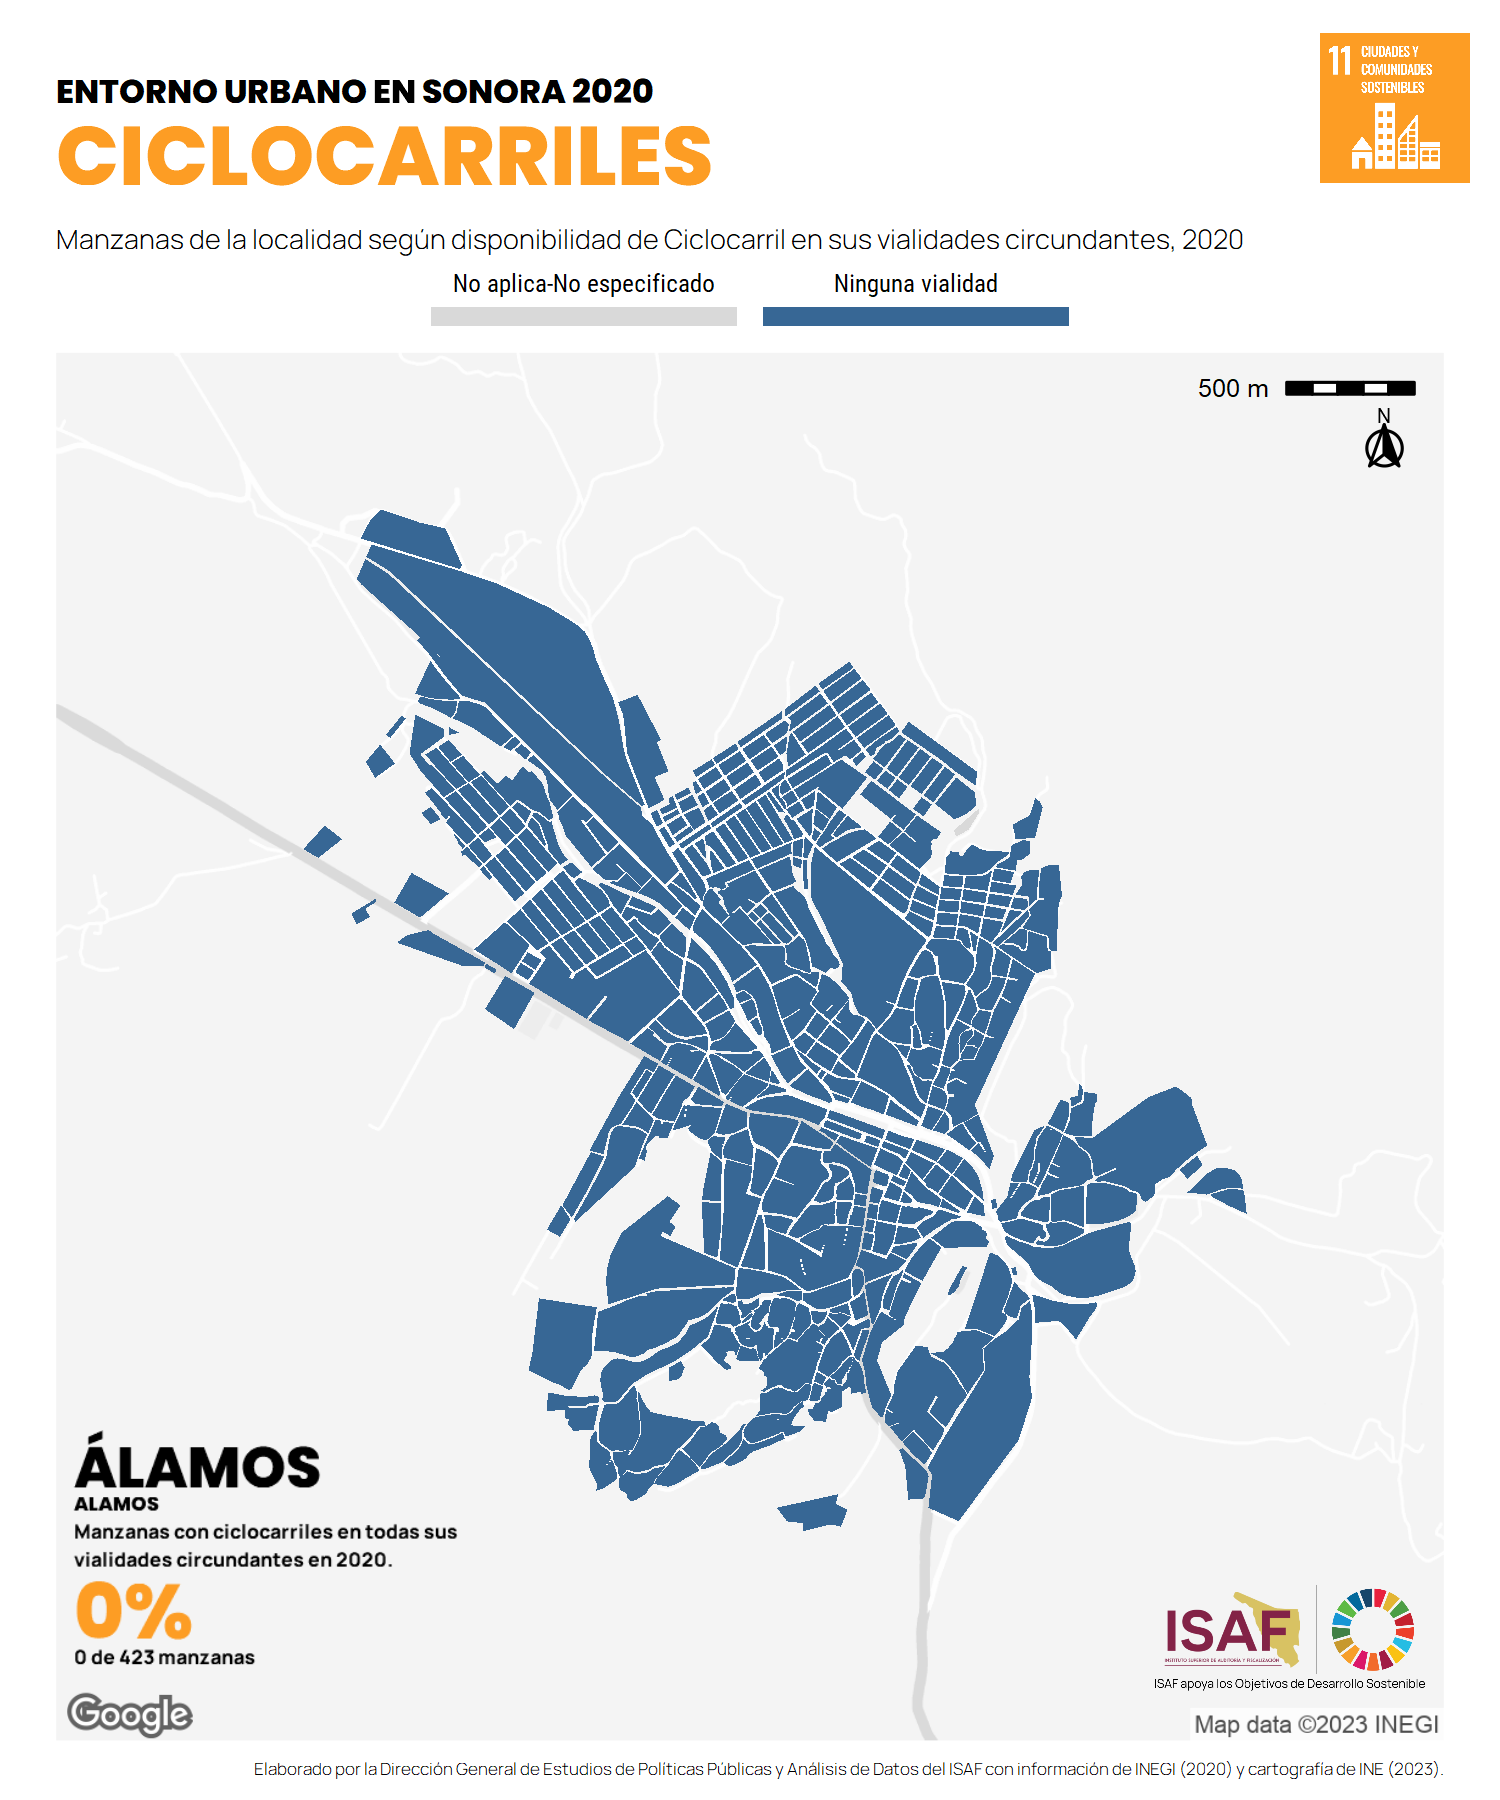 11 CIUDADES Y
COMUNIDADES
SOSTENIBLES
ENTORNO URBANO EN SONORA 2020
CICLOCARRILES
Manzanas de la localidad según disponibilidad de Ciclocarril en sus vialidades circundantes, 2020
No aplica-No especificado
Ninguna vialidad
500 m
N
ÁLAMOS
ALAMOS
Manzanas con ciclocarriles en todas sus
vialidades circundantes en 2020.
0%
0 de 423 manzanas
Google
ISAF
INSTITUTO SUPERIOR DE AUDITORÍA Y FISCALIZACIÓN
ISAF apoya los Objetivos de Desarrollo Sostenible
Map data ©2023 INEGI
Elaborado por la Dirección General de Estudios de Políticas Públicas y Análisis de Datos del ISAF con información de INEGI (2020) y cartografía de INE (2023).